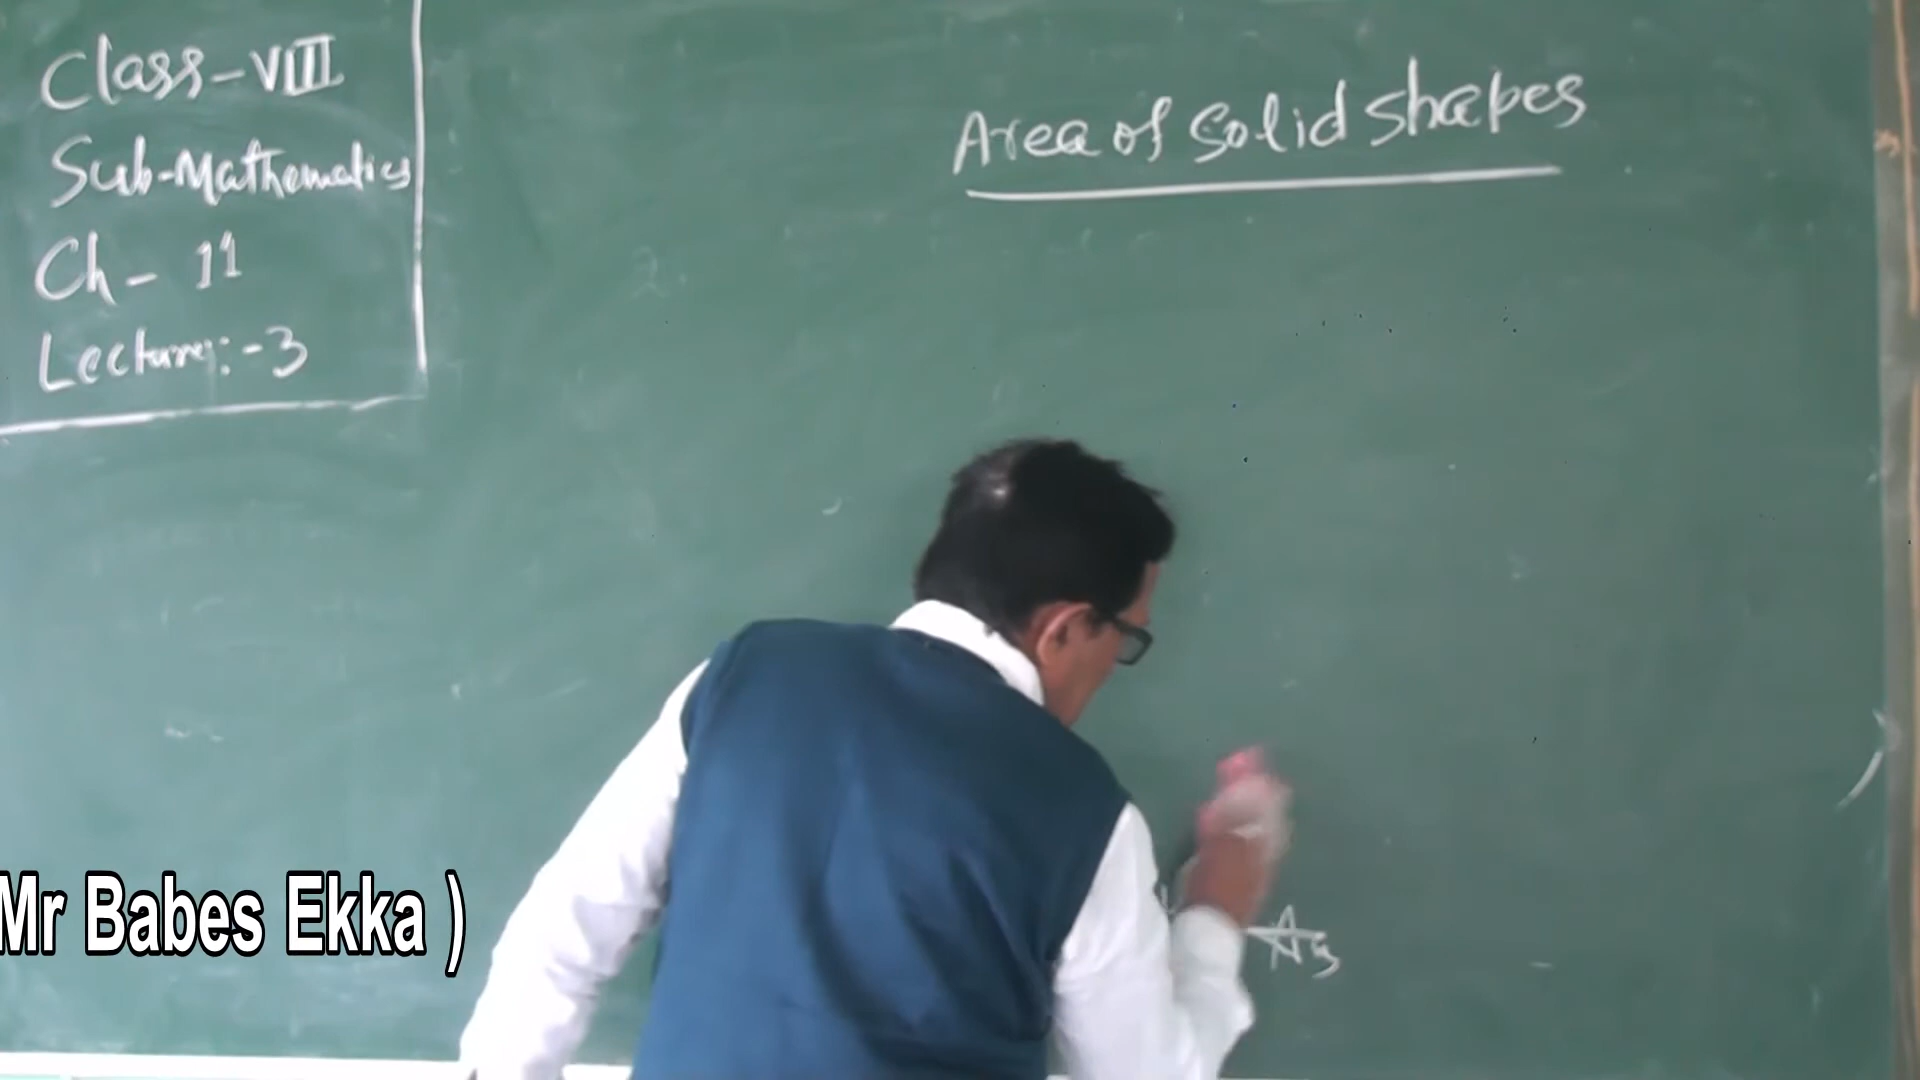 Class-VIII
Sub-Mathematics
Ch- 11
Lecture:-3
Area of Solid Shapes
Mr Babes Ekka )